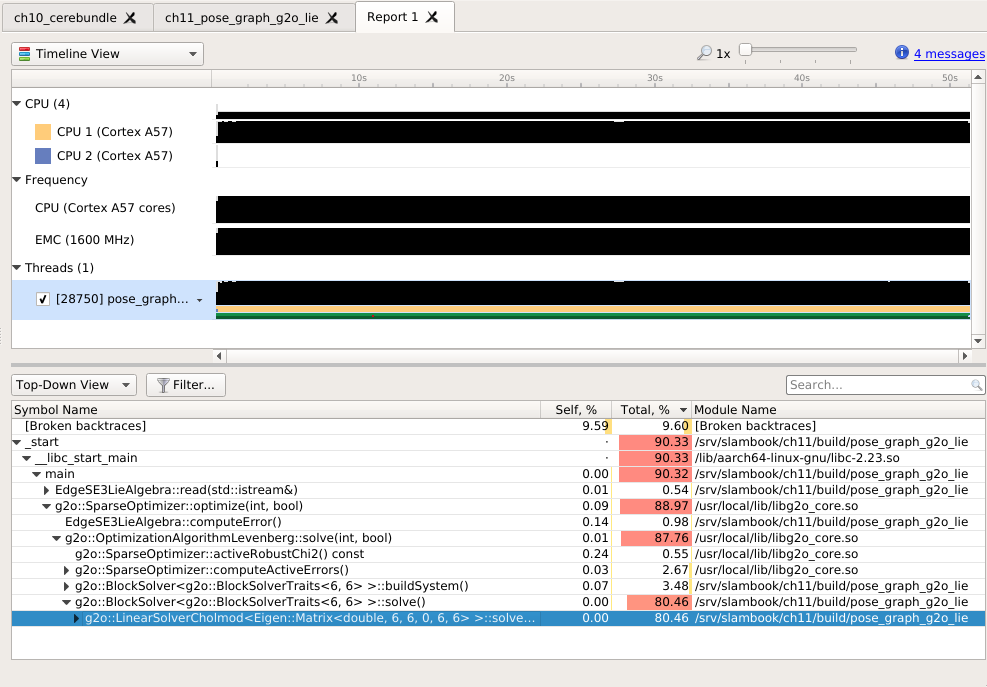 ch10_cerebundle ch11_pose_graph_g2o_lie Report 1
Timeline View 1x 4 messages
10s 20s 30s 40s 50s
CPU (4)
CPU 1 (Cortex A57)
CPU 2 (Cortex A57)
Frequency
CPU (Cortex A57 cores)
EMC (1600 MHz)
Threads (1)
[28750] pose_graph...
Top-Down View Filter... Search...
Symbol Name Self, % Total, % Module Name
[Broken backtraces] 9.59 9.60 [Broken backtraces]
_start · 90.33 /srv/slambook/ch11/build/pose_graph_g2o_lie
__libc_start_main · 90.33 /lib/aarch64-linux-gnu/libc-2.23.so
main 0.00 90.32 /srv/slambook/ch11/build/pose_graph_g2o_lie
EdgeSE3LieAlgebra::read(std::istream&) 0.01 0.54 /srv/slambook/ch11/build/pose_graph_g2o_lie
g2o::SparseOptimizer::optimize(int, bool) 0.09 88.97 /usr/local/lib/libg2o_core.so
EdgeSE3LieAlgebra::computeError() 0.14 0.98 /srv/slambook/ch11/build/pose_graph_g2o_lie
g2o::OptimizationAlgorithmLevenberg::solve(int, bool) 0.01 87.76 /usr/local/lib/libg2o_core.so
g2o::SparseOptimizer::activeRobustChi2() const 0.24 0.55 /usr/local/lib/libg2o_core.so
g2o::SparseOptimizer::computeActiveErrors() 0.03 2.67 /usr/local/lib/libg2o_core.so
g2o::BlockSolver<g2o::BlockSolverTraits<6, 6> >::buildSystem() 0.07 3.48 /srv/slambook/ch11/build/pose_graph_g2o_lie
g2o::BlockSolver<g2o::BlockSolverTraits<6, 6> >::solve() 0.00 80.46 /srv/slambook/ch11/build/pose_graph_g2o_lie
g2o::LinearSolverCholmod<Eigen::Matrix<double, 6, 6, 0, 6, 6> >::solve... 0.00 80.46 /srv/slambook/ch11/build/pose_graph_g2o_lie